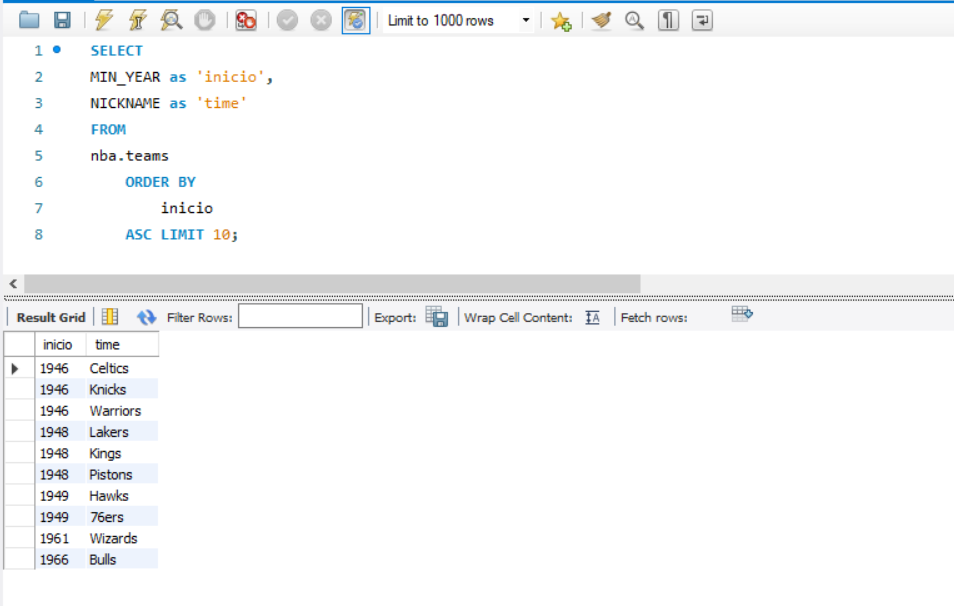 Limit to 1000 rows
1 SELECT
2 MIN_YEAR as 'inicio',
3 NICKNAME as 'time'
4 FROM
5 nba.teams
6 ORDER BY
7 inicio
8 ASC LIMIT 10;
Result Grid Filter Rows: Export: Wrap Cell Content: IA Fetch rows:
inicio time
1946 Celtics
1946 Knicks
1946 Warriors
1948 Lakers
1948 Kings
1948 Pistons
1949 Hawks
1949 76ers
1961 Wizards
1966 Bulls